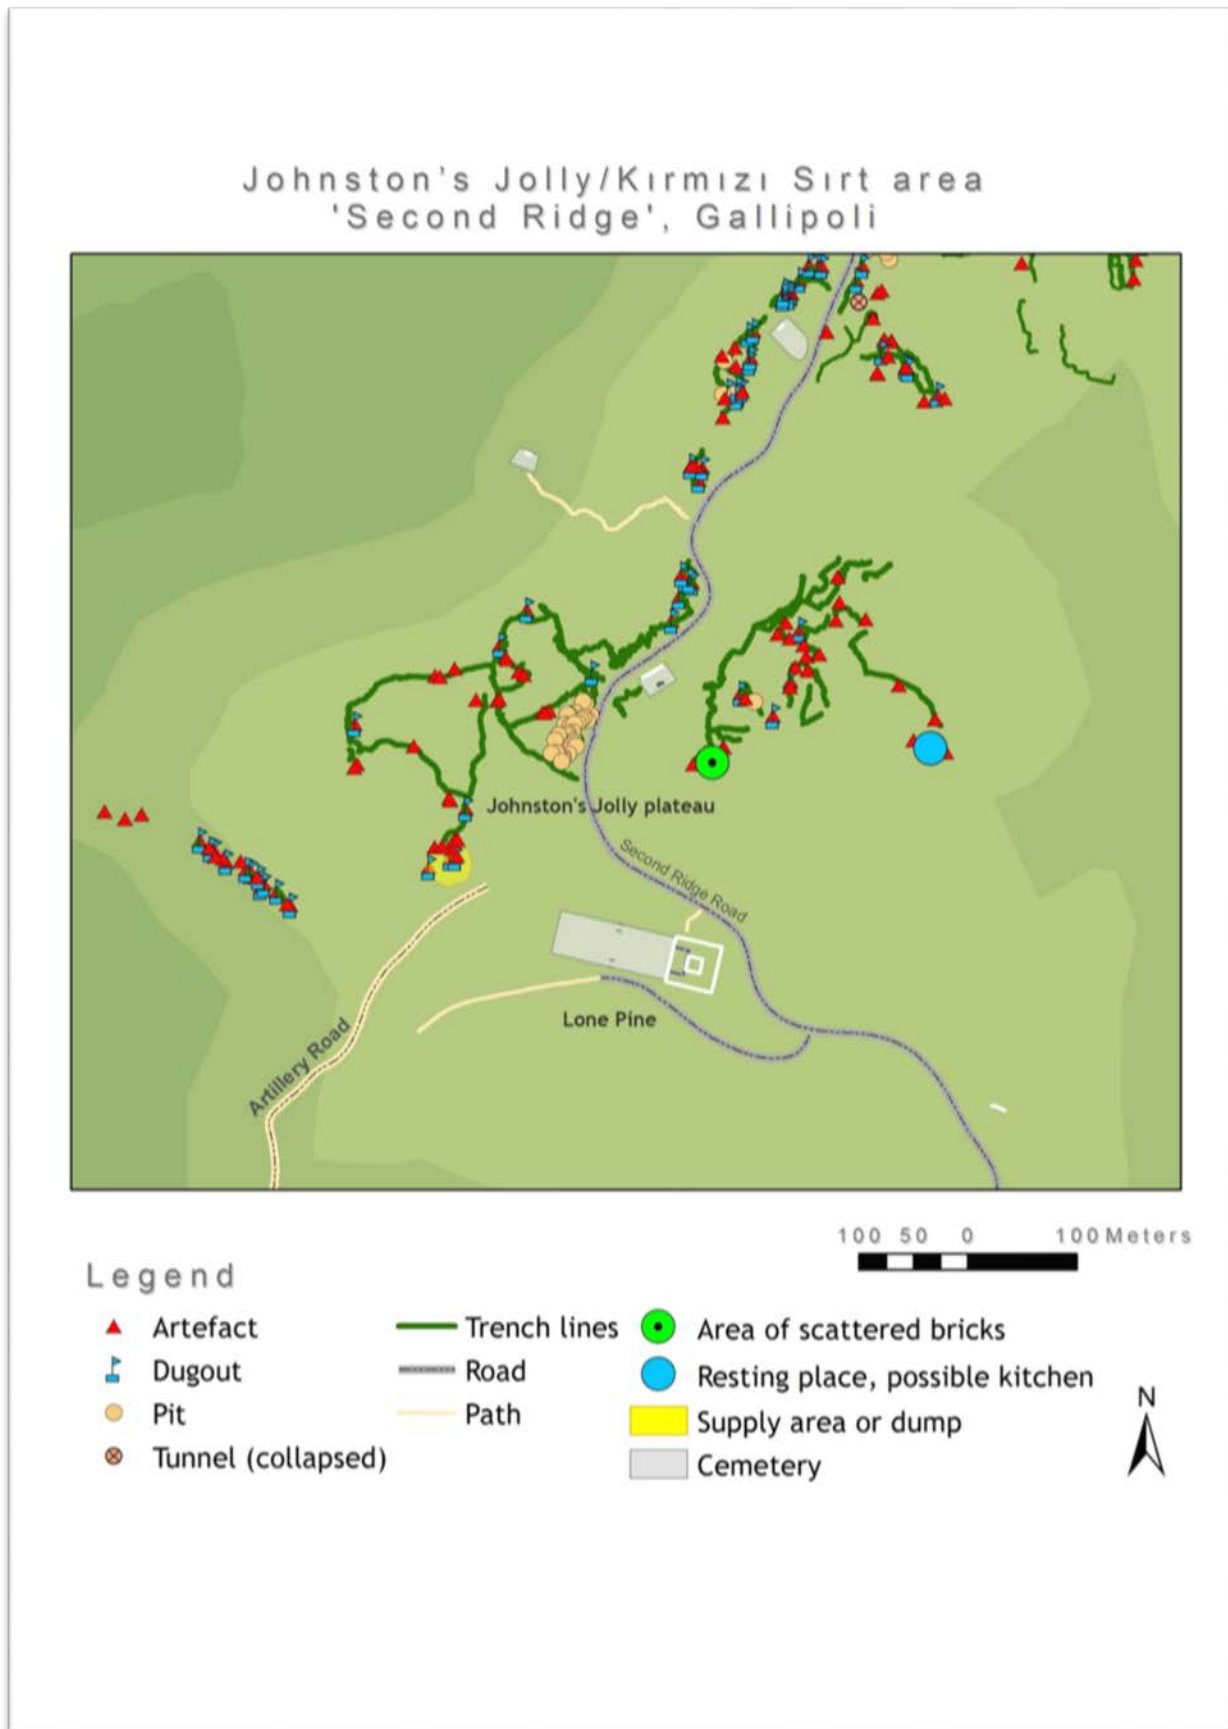 Johnston's Jolly/Kırmızı Sırt area
'Second Ridge', Gallipoli
Johnston's Jolly plateau
Second Ridge Road
Lone Pine
Artillery Road
100 50 0 100 Meters
Legend
Artefact
Dugout
Pit
Tunnel (collapsed)
Trench lines
Road
Path
Area of scattered bricks
Resting place, possible kitchen
Supply area or dump
Cemetery
N